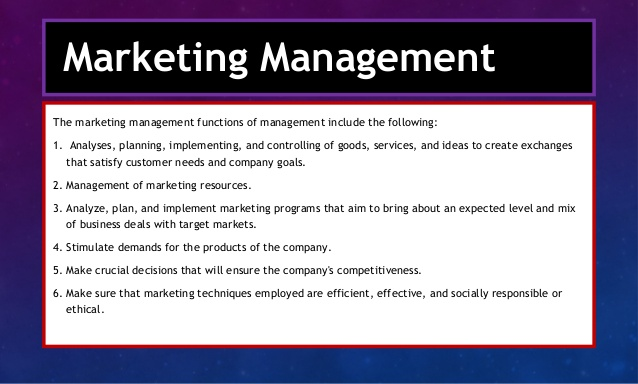 Marketing Management
The marketing management functions of management include the following:
1. Analyses, planning, implementing, and controlling of goods, services, and ideas to create exchanges
that satisfy customer needs and company goals.
2. Management of marketing resources.
3. Analyze, plan, and implement marketing programs that aim to bring about an expected level and mix
of business deals with target markets.
4. Stimulate demands for the products of the company.
5. Make crucial decisions that will ensure the company's competitiveness.
6. Make sure that marketing techniques employed are efficient, effective, and socially responsible or
ethical.